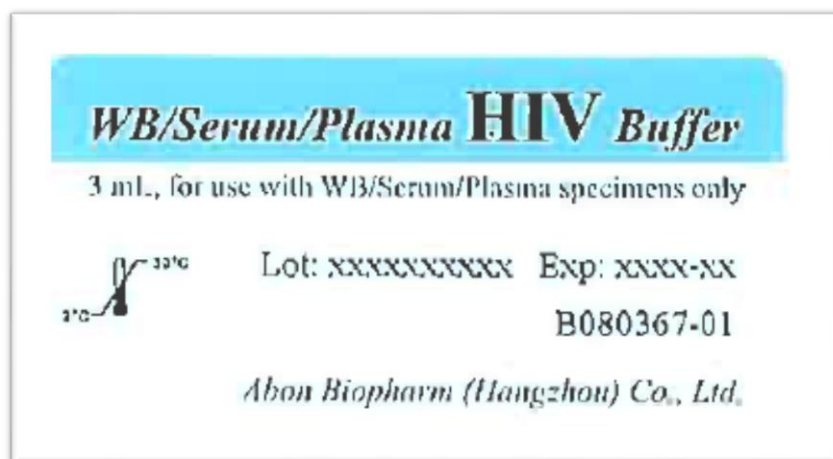 WB/Serum/Plasma HIV Buffer
3 mL, for use with WB/Serum/Plasma specimens only
Lot: xxxxxxxxxx Exp: xxxx-xx
B080367-01
Abon Biopharm (Hangzhou) Co., Ltd.